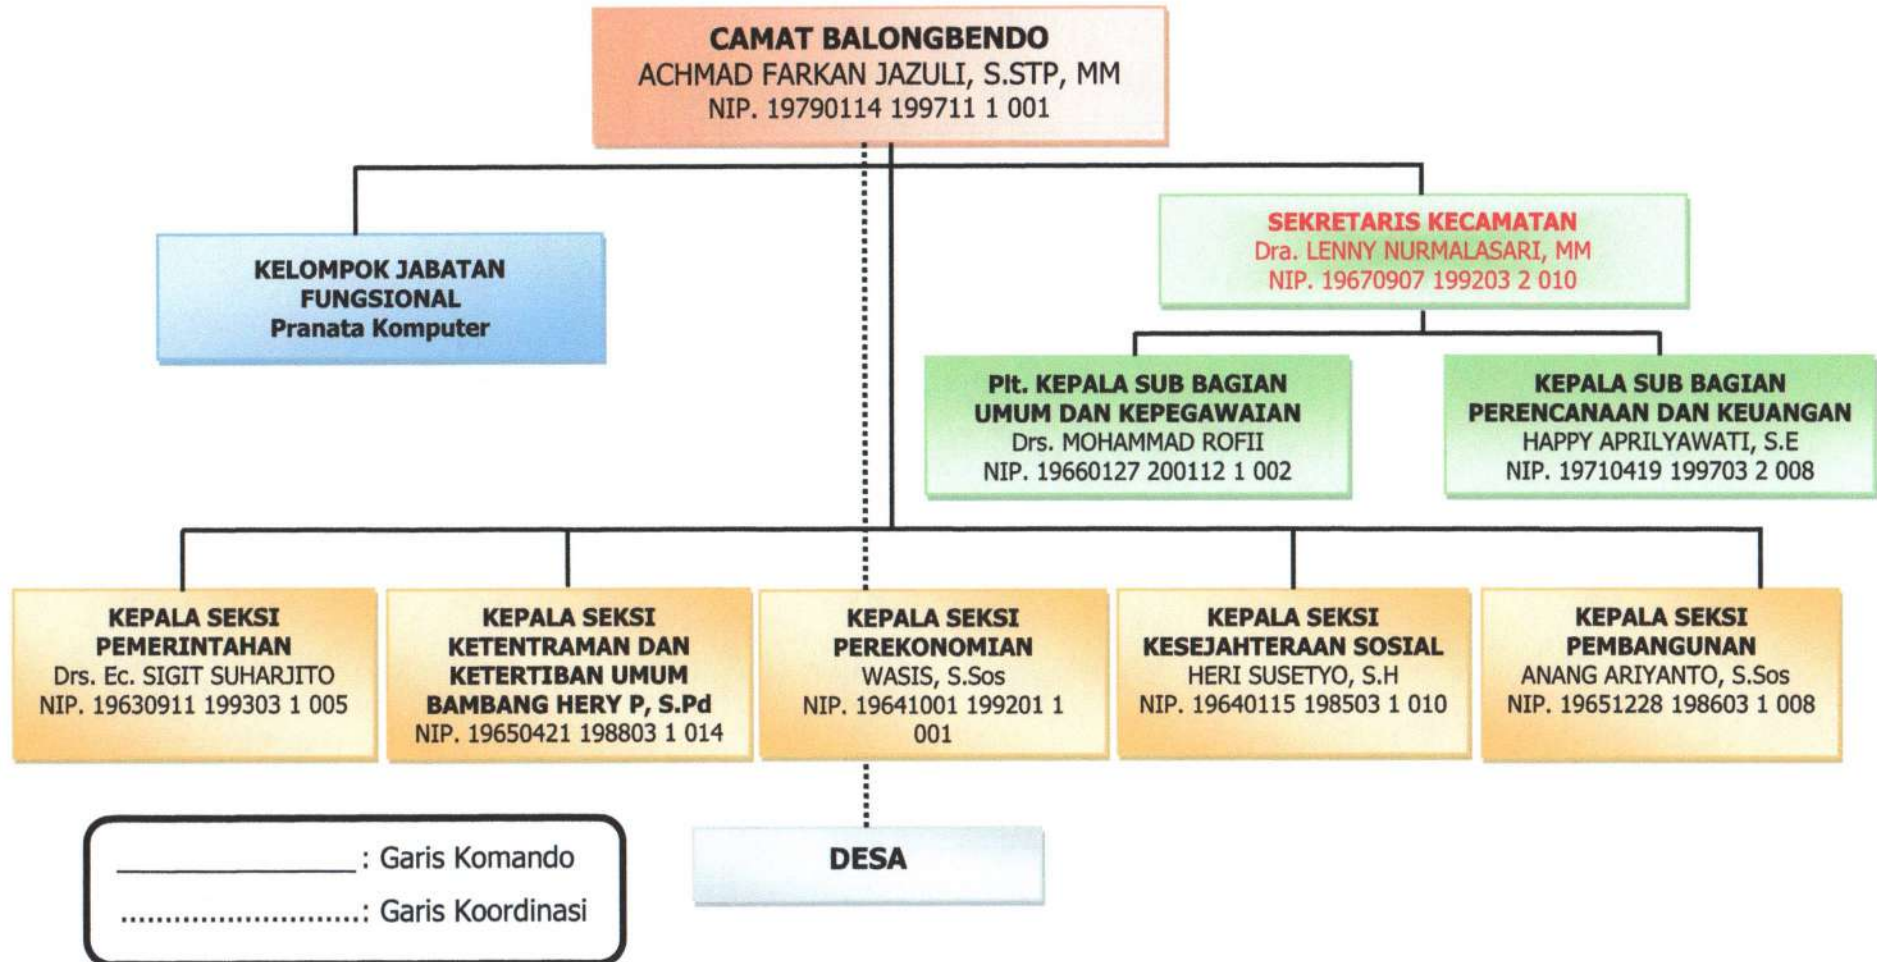 CAMAT BALONGBENDO
ACHMAD FARKAN JAZULI, S.STP, MM
NIP. 19790114 199711 1 001
KELOMPOK JABATAN
FUNGSIONAL
Pranata Komputer
SEKRETARIS KECAMATAN
Dra. LENNY NURMALASARI, MM
NIP. 19670907 199203 2 010
Plt. KEPALA SUB BAGIAN
UMUM DAN KEPEGAWAIAN
Drs. MOHAMMAD ROFII
NIP. 19660127 200112 1 002
KEPALA SUB BAGIAN
PERENCANAAN DAN KEUANGAN
HAPPY APRILYAWATI, S.E
NIP. 19710419 199703 2 008
KEPALA SEKSI
PEMERINTAHAN
Drs. Ec. SIGIT SUHARJITO
NIP. 19630911 199303 1 005
KEPALA SEKSI
KETENTRAMAN DAN
KETERTIBAN UMUM
BAMBANG HERY P, S.Pd
NIP. 19650421 198803 1 014
KEPALA SEKSI
PEREKONOMIAN
WASIS, S.Sos
NIP. 19641001 199201 1
001
KEPALA SEKSI
KESEJAHTERAAN SOSIAL
HERI SUSETYO, S.H
NIP. 19640115 198503 1 010
KEPALA SEKSI
PEMBANGUNAN
ANANG ARIYANTO, S.Sos
NIP. 19651228 198603 1 008
DESA
: Garis Komando
: Garis Koordinasi